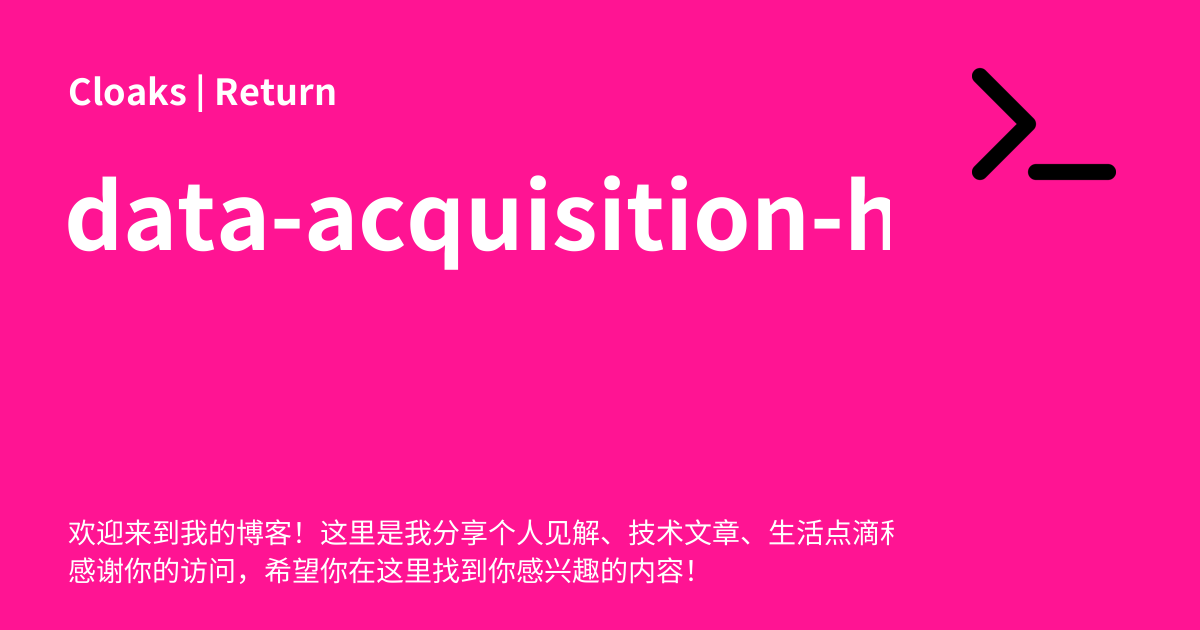 Cloaks | Return
data-acquisition-h
欢迎来到我的博客！这里是我分享个人见解、技术文章、生活点滴
感谢你的访问，希望你在这里找到你感兴趣的内容！